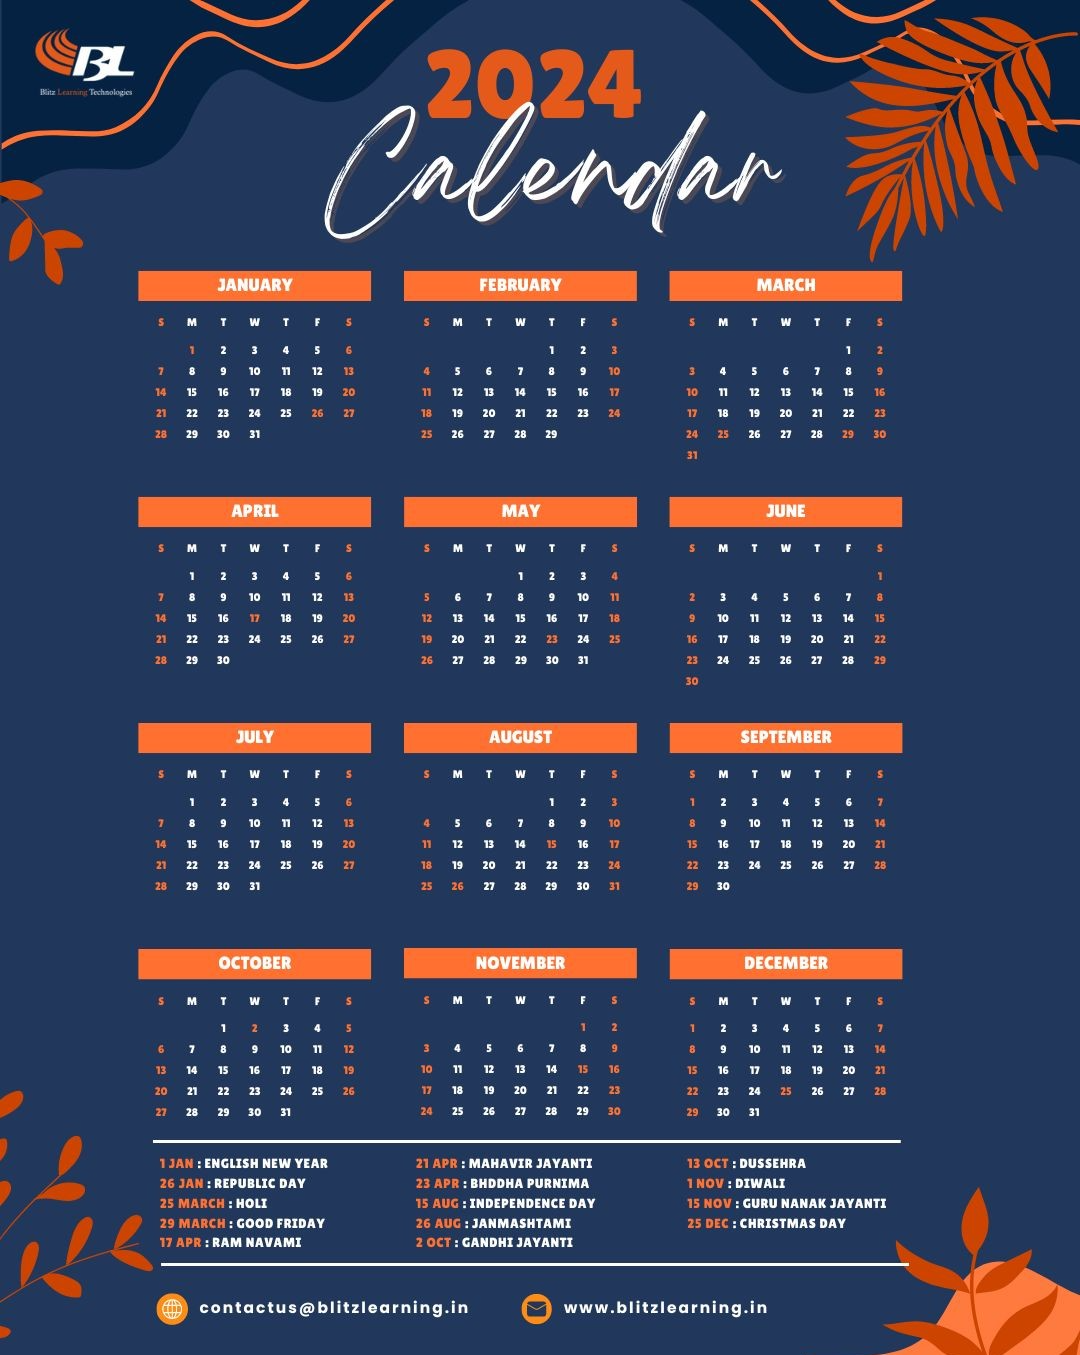 BL
Blitz Learning Technologies
2024
Calendar
JANUARY
S M T W T F S
1 2 3 4 5 6
7 8 9 10 11 12 13
14 15 16 17 18 19 20
21 22 23 24 25 26 27
28 29 30 31
FEBRUARY
S M T W T F S
1 2 3
4 5 6 7 8 9 10
11 12 13 14 15 16 17
18 19 20 21 22 23 24
25 26 27 28 29
MARCH
S M T W T F S
1 2
3 4 5 6 7 8 9
10 11 12 13 14 15 16
17 18 19 20 21 22 23
24 25 26 27 28 29 30
31
APRIL
S M T W T F S
1 2 3 4 5 6
7 8 9 10 11 12 13
14 15 16 17 18 19 20
21 22 23 24 25 26 27
28 29 30
MAY
S M T W T F S
1 2 3 4
5 6 7 8 9 10 11
12 13 14 15 16 17 18
19 20 21 22 23 24 25
26 27 28 29 30 31
JUNE
S M T W T F S
1
2 3 4 5 6 7 8
9 10 11 12 13 14 15
16 17 18 19 20 21 22
23 24 25 26 27 28 29
30
JULY
S M T W T F S
1 2 3 4 5 6
7 8 9 10 11 12 13
14 15 16 17 18 19 20
21 22 23 24 25 26 27
28 29 30 31
AUGUST
S M T W T F S
1 2 3
4 5 6 7 8 9 10
11 12 13 14 15 16 17
18 19 20 21 22 23 24
25 26 27 28 29 30 31
SEPTEMBER
S M T W T F S
1 2 3 4 5 6 7
8 9 10 11 12 13 14
15 16 17 18 19 20 21
22 23 24 25 26 27 28
29 30
OCTOBER
S M T W T F S
1 2 3 4 5
6 7 8 9 10 11 12
13 14 15 16 17 18 19
20 21 22 23 24 25 26
27 28 29 30 31
NOVEMBER
S M T W T F S
1 2
3 4 5 6 7 8 9
10 11 12 13 14 15 16
17 18 19 20 21 22 23
24 25 26 27 28 29 30
DECEMBER
S M T W T F S
1 2 3 4 5 6 7
8 9 10 11 12 13 14
15 16 17 18 19 20 21
22 23 24 25 26 27 28
29 30 31
1 JAN : ENGLISH NEW YEAR
26 JAN : REPUBLIC DAY
25 MARCH : HOLI
29 MARCH : GOOD FRIDAY
17 APR : RAM NAVAMI
21 APR : MAHAVIR JAYANTI
23 APR : BHDDHA PURNIMA
15 AUG : INDEPENDENCE DAY
26 AUG : JANMASHTAMI
2 OCT : GANDHI JAYANTI
13 OCT : DUSSEHRA
1 NOV : DIWALI
15 NOV : GURU NANAK JAYANTI
25 DEC : CHRISTMAS DAY
contactus@blitzlearning.in
www.blitzlearning.in